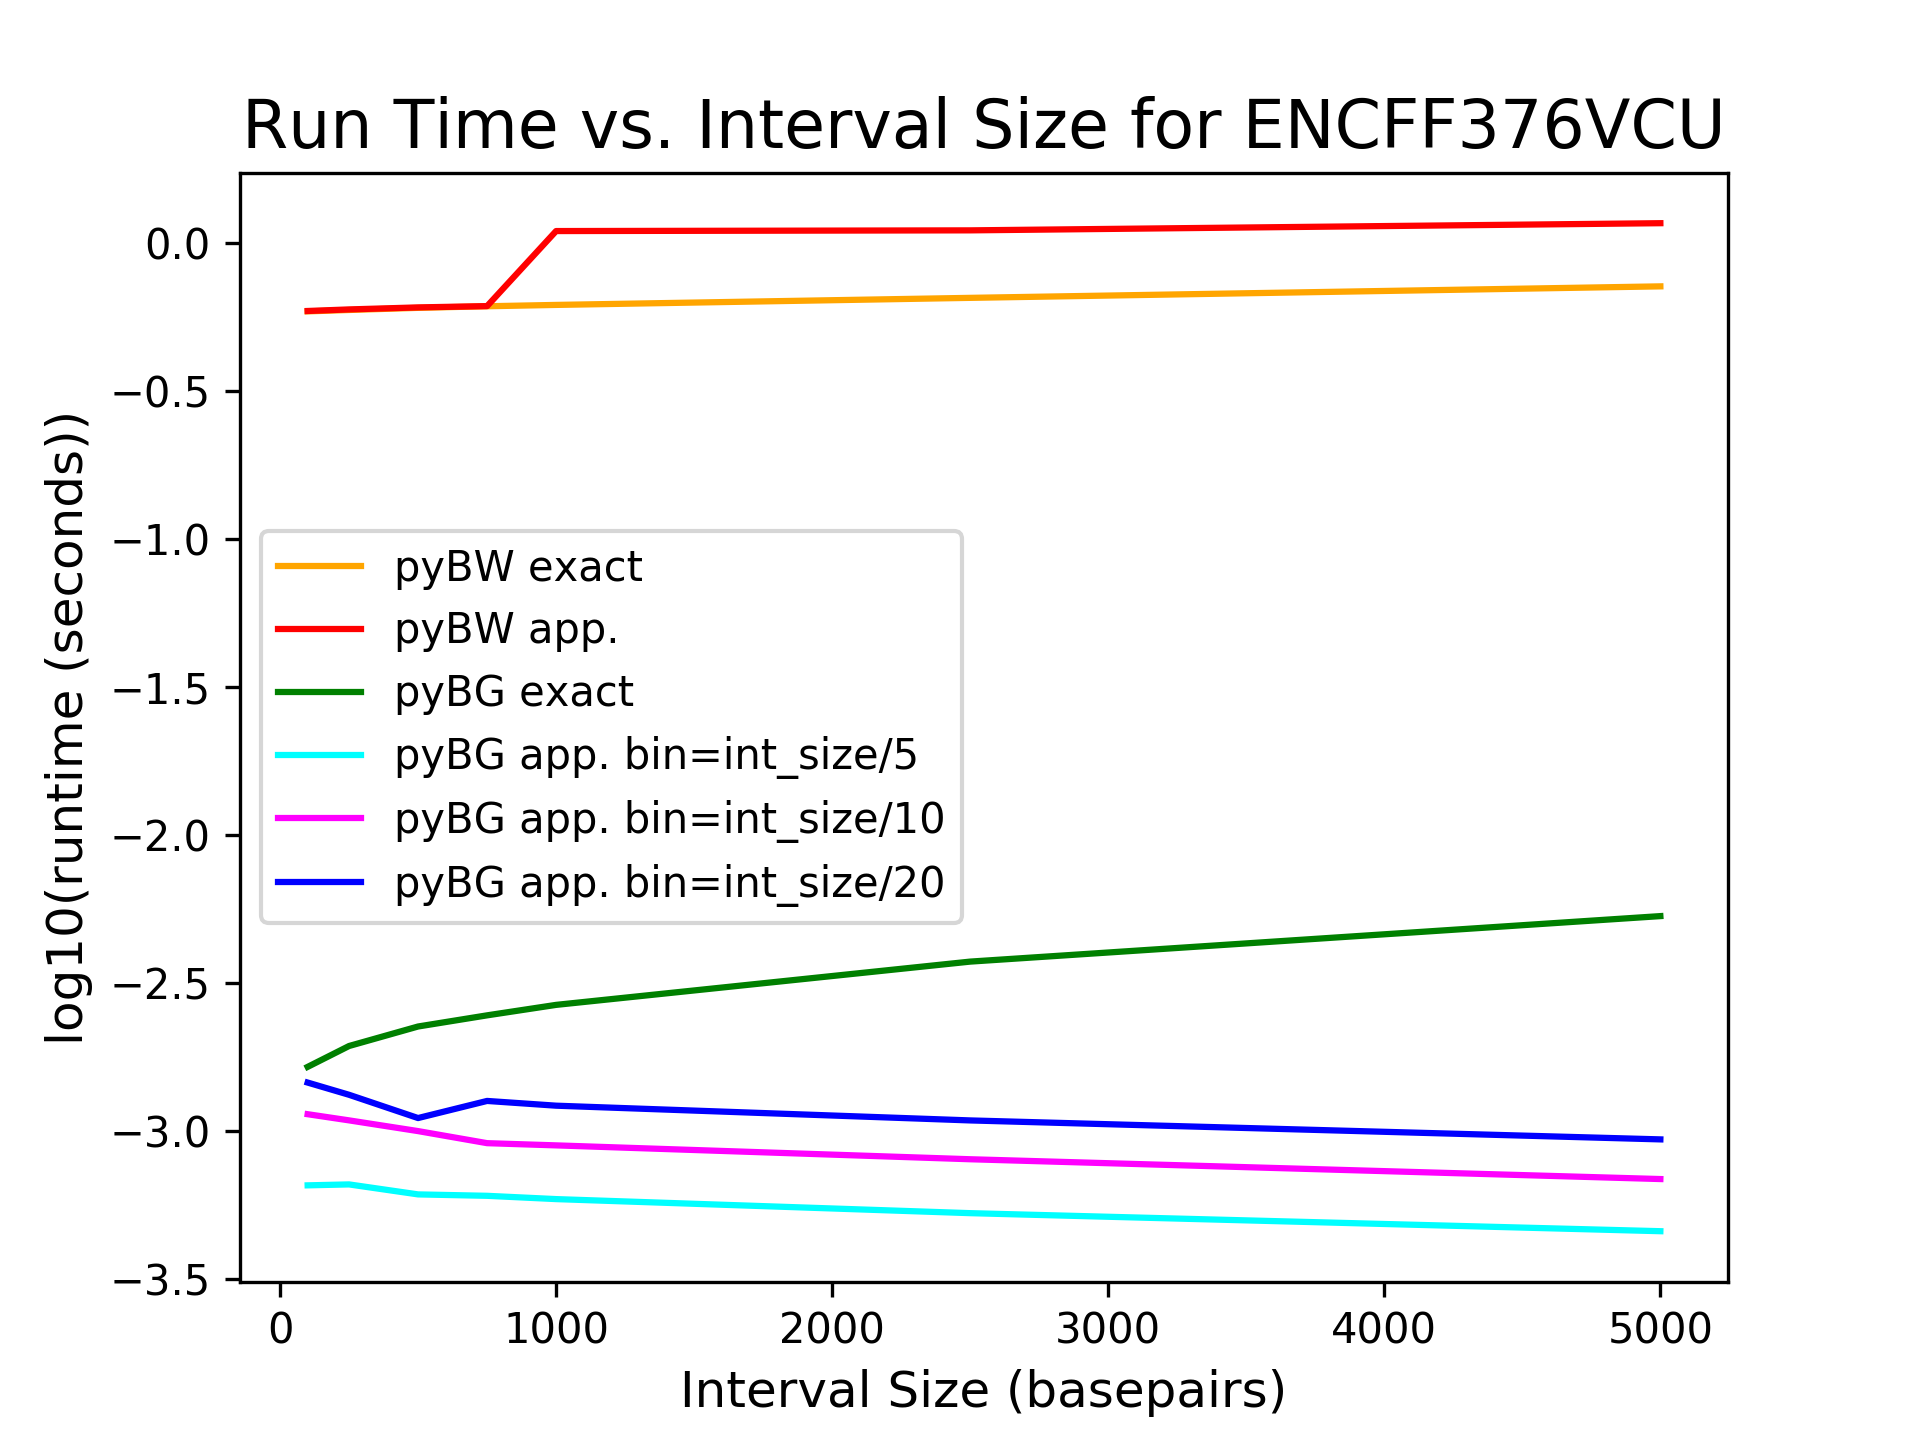 Run Time vs. Interval Size for ENCFF376VCU
log10(runtime (seconds))
0.0
−0.5
−1.0
−1.5
−2.0
−2.5
−3.0
−3.5
pyBW exact
pyBW app.
pyBG exact
pyBG app. bin=int_size/5
pyBG app. bin=int_size/10
pyBG app. bin=int_size/20
0 1000 2000 3000 4000 5000
Interval Size (basepairs)